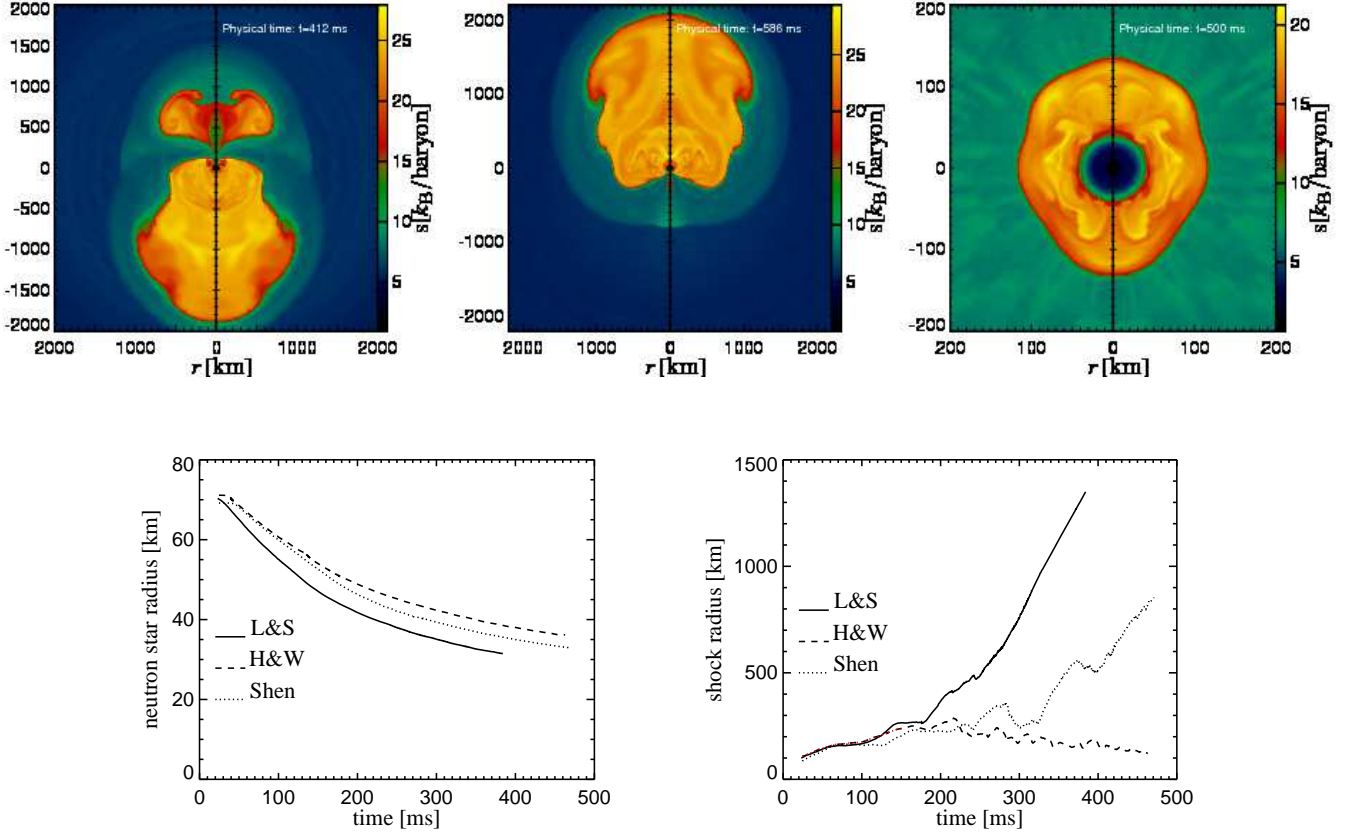 2000
1500
1000
500
0
-500
-1000
-1500
-2000
2000 1000 0 1000 2000
r [km]
Physical time: t=412 ms
25
20
15
10
5
s[kB/baryon]
2000
1000
0
-1000
-2000
2000 1000 0 1000 2000
r [km]
Physical time: t=586 ms
25
20
15
10
5
s[kB/baryon]
200
100
0
-100
-200
200 100 0 100 200
r [km]
Physical time: t=500 ms
20
15
10
5
s[kB/baryon]
80
60
40
20
0
neutron star radius [km]
L&S
H&W
Shen
0 100 200 300 400 500
time [ms]
1500
1000
500
0
shock radius [km]
L&S
H&W
Shen
0 100 200 300 400 500
time [ms]